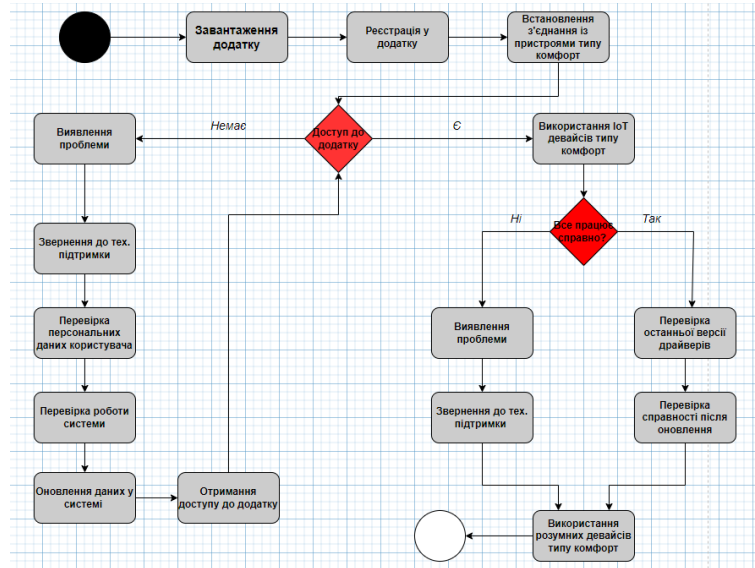 Завантаження
додатку
Реєстрація у
додатку
Встановлення
з'єднання із
пристроями типу
комфорт
Немає
Доступ до
додатку
Є
Виявлення
проблеми
Використання ІоТ
девайсів типу
комфорт
Ні
Все працює
справно?
Так
Звернення до тех.
підтримки
Перевірка
персональних
даних користувача
Виявлення
проблеми
Перевірка
останньої версії
драйверів
Перевірка роботи
системи
Звернення до тех.
підтримки
Перевірка
справності після
оновлення
Оновлення даних у
системі
Отримання
доступу до додатку
Використання
розумних девайсів
типу комфорт